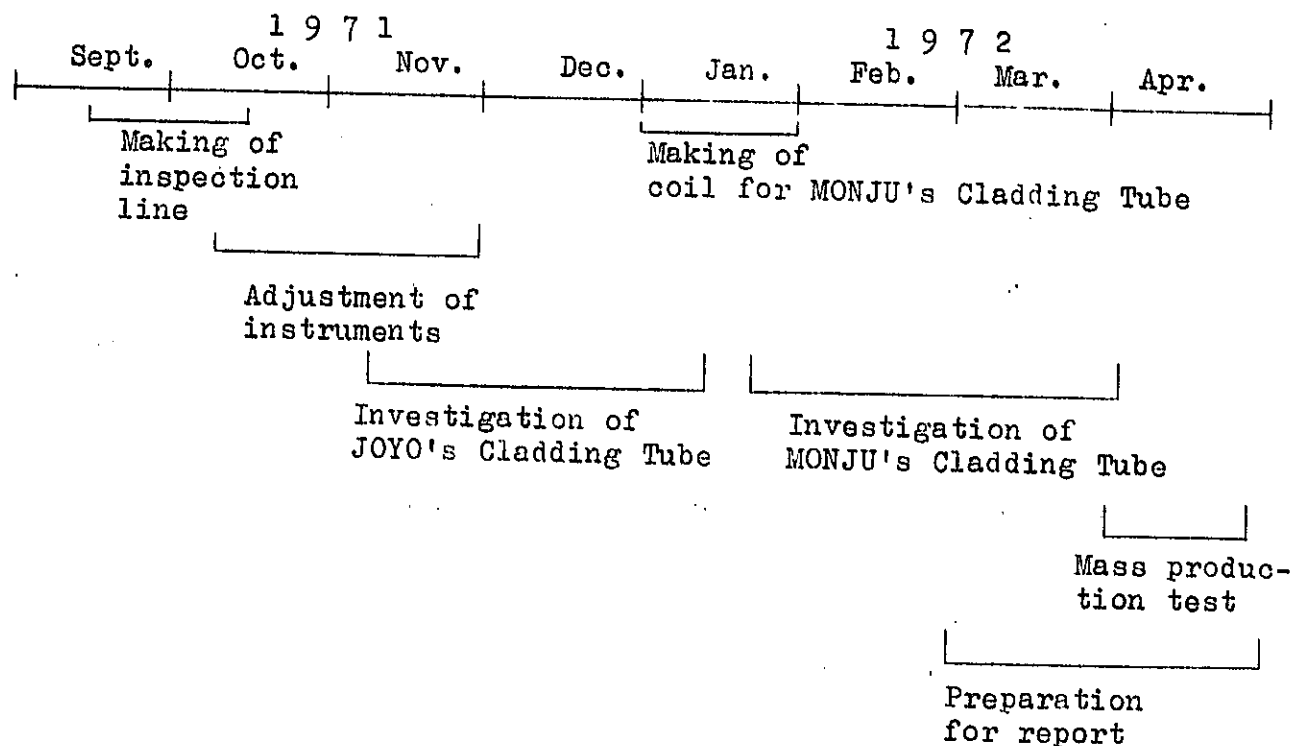 1 9 7 1
1 9 7 2
Sept. Oct. Nov. Dec. Jan. Feb. Mar. Apr.
Making of
inspection
line
Making of
coil for MONJU's Cladding Tube
Adjustment of
instruments
Investigation of
JOYO's Cladding Tube
Investigation of
MONJU's Cladding Tube
Mass produc-
tion test
Preparation
for report